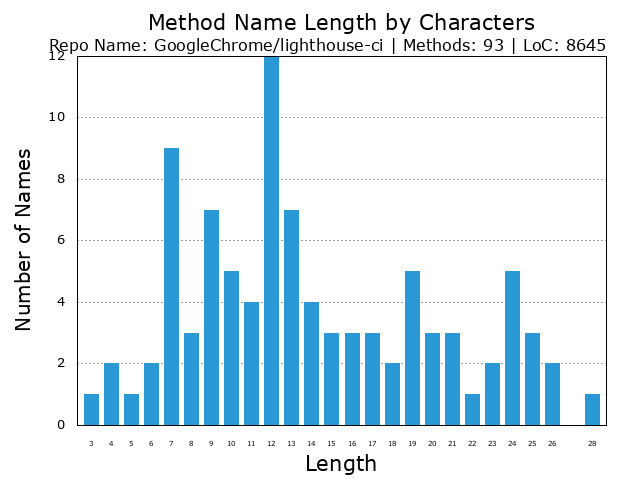 Method Name Length by Characters
Repo Name: GoogleChrome/lighthouse-ci | Methods: 93 | LoC: 8645
12
10
8
6
4
2
0
Number of Names
3 4 5 6 7 8 9 10 11 12 13 14 15 16 17 18 19 20 21 22 23 24 25 26 28
Length